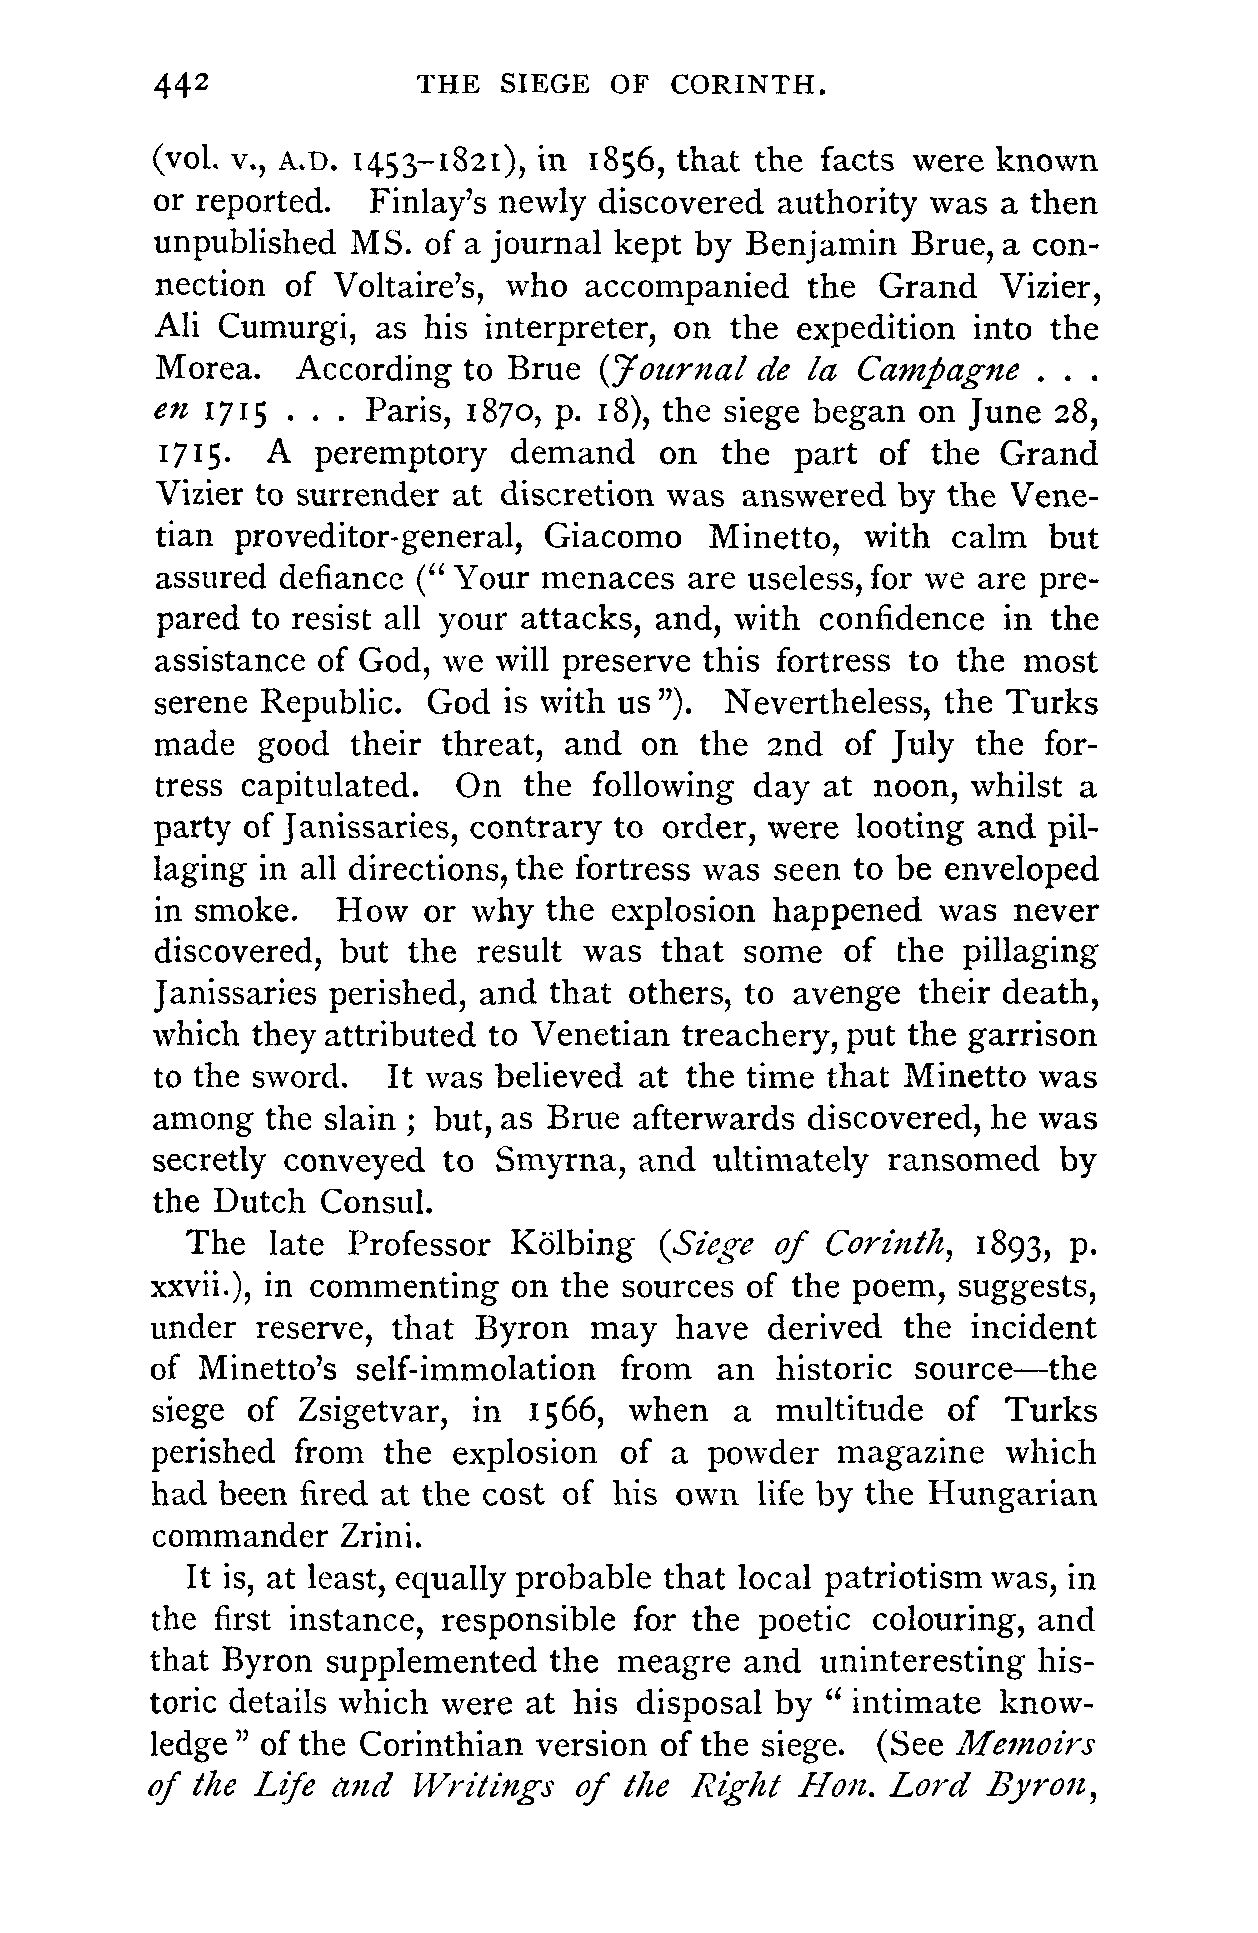 442 THE SIEGE OF CORINTH.
(vol. v., A.D. 1453–1821), in 1856, that the facts were known
or reported. Finlay's newly discovered authority was a then
unpublished MS. of a journal kept by Benjamin Brue, a con-
nection of Voltaire's, who accompanied the Grand Vizier,
Ali Cumurgi, as his interpreter, on the expedition into the
Morea. According to Brue (Journal de la Campagne . . .
en 1715 . . . Paris, 1870, p. 18), the siege began on June 28,
1715. A peremptory demand on the part of the Grand
Vizier to surrender at discretion was answered by the Vene-
tian proveditor-general, Giacomo Minetto, with calm but
assured defiance (“ Your menaces are useless, for we are pre-
pared to resist all your attacks, and, with confidence in the
assistance of God, we will preserve this fortress to the most
serene Republic. God is with us ”). Nevertheless, the Turks
made good their threat, and on the 2nd of July the for-
tress capitulated. On the following day at noon, whilst a
party of Janissaries, contrary to order, were looting and pil-
laging in all directions, the fortress was seen to be enveloped
in smoke. How or why the explosion happened was never
discovered, but the result was that some of the pillaging
Janissaries perished, and that others, to avenge their death,
which they attributed to Venetian treachery, put the garrison
to the sword. It was believed at the time that Minetto was
among the slain ; but, as Brue afterwards discovered, he was
secretly conveyed to Smyrna, and ultimately ransomed by
the Dutch Consul.
The late Professor Kölbing (Siege of Corinth, 1893, p.
xxvii.), in commenting on the sources of the poem, suggests,
under reserve, that Byron may have derived the incident
of Minetto's self-immolation from an historic source—the
siege of Zsigetvar, in 1566, when a multitude of Turks
perished from the explosion of a powder magazine which
had been fired at the cost of his own life by the Hungarian
commander Zrini.
It is, at least, equally probable that local patriotism was, in
the first instance, responsible for the poetic colouring, and
that Byron supplemented the meagre and uninteresting his-
toric details which were at his disposal by “ intimate know-
ledge ” of the Corinthian version of the siege. (See Memoirs
of the Life and Writings of the Right Hon. Lord Byron,